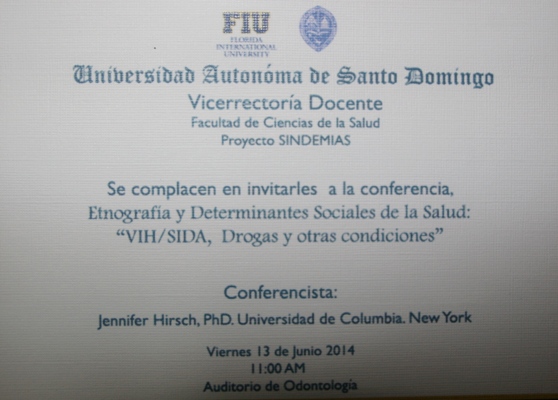 FIU
FLORIDA
INTERNATIONAL
UNIVERSITY
Universidad Autonóma de Santo Domingo
Vicerrectoría Docente
Facultad de Ciencias de la Salud
Proyecto SINDEMIAS
Se complacen en invitarles a la conferencia,
Etnografía y Determinantes Sociales de la Salud:
“VIH/SIDA, Drogas y otras condiciones”
Conferencista:
Jennifer Hirsch, PhD. Universidad de Columbia. New York
Viernes 13 de Junio 2014
11:00 AM
Auditorio de Odontología